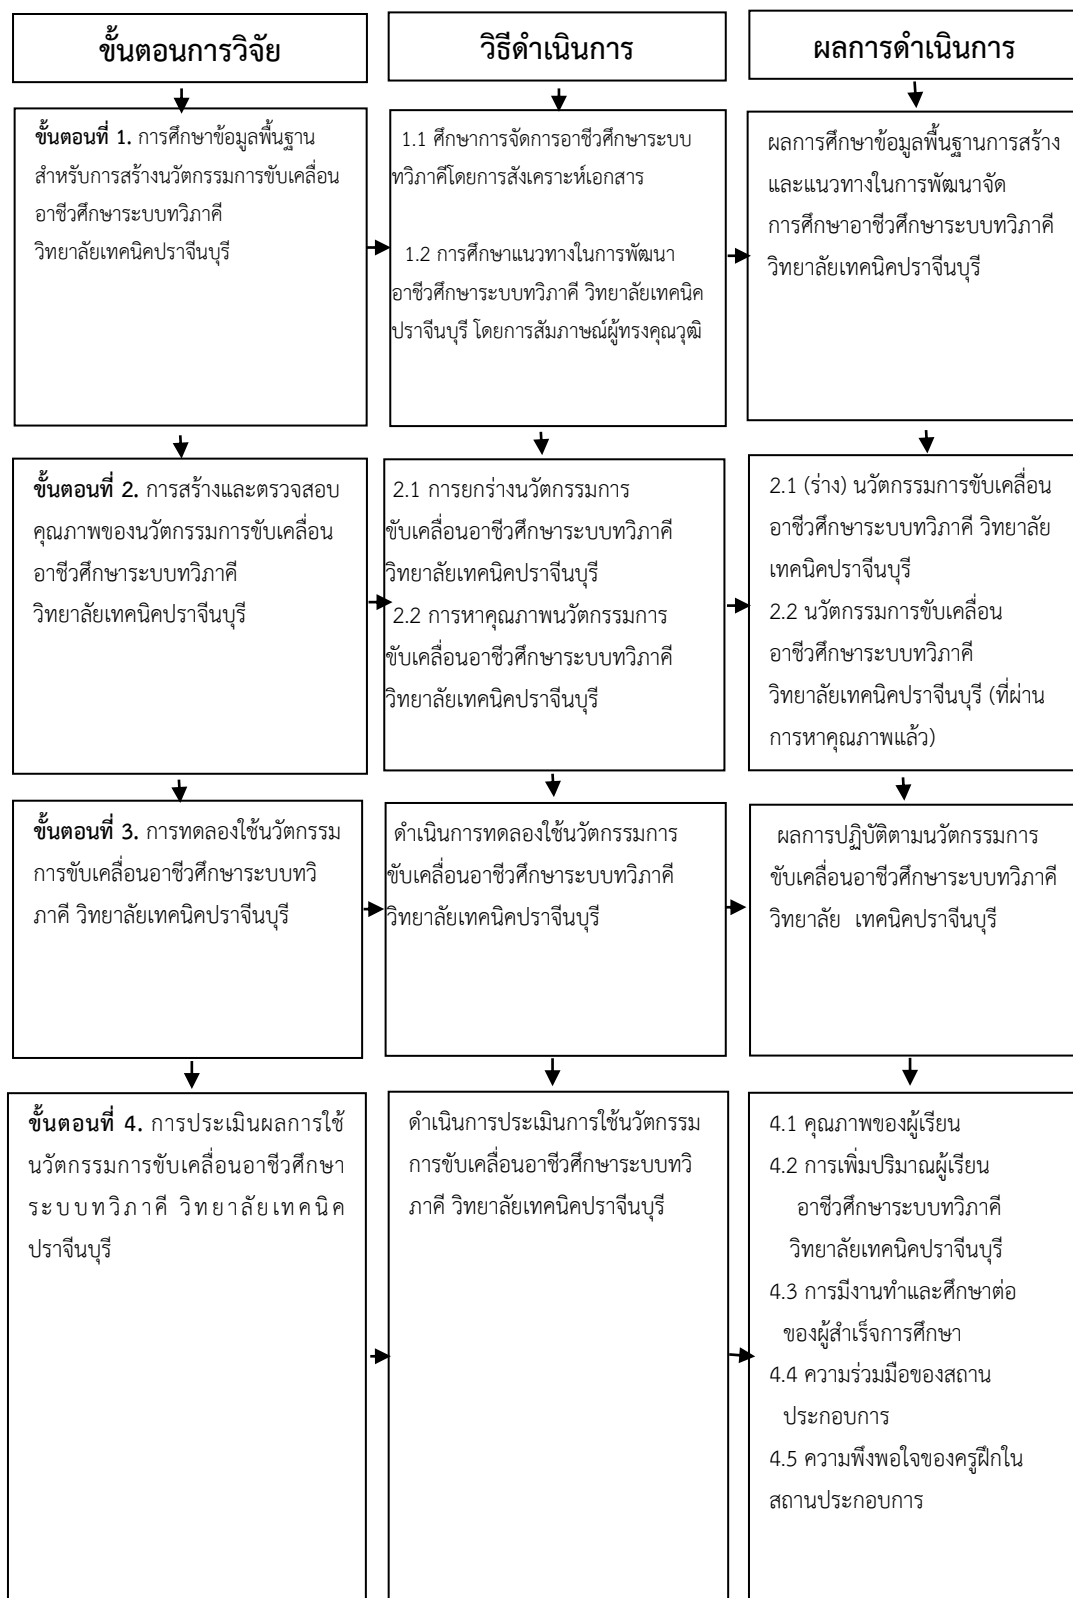 ขั้นตอนการวิจัย
วิธีดำเนินการ
ผลการดำเนินการ
ขั้นตอนที่ 1. การศึกษาข้อมูลพื้นฐาน
สำหรับการสร้างนวัตกรรมการขับเคลื่อน
อาชีวศึกษาระบบทวิภาคี
วิทยาลัยเทคนิคปราจีนบุรี
1.1 ศึกษาการจัดการอาชีวศึกษาระบบ
ทวิภาคีโดยการสังเคราะห์เอกสาร
1.2 การศึกษาแนวทางในการพัฒนา
อาชีวศึกษาระบบทวิภาคี วิทยาลัยเทคนิค
ปราจีนบุรี โดยการสัมภาษณ์ผู้ทรงคุณวุฒิ
ผลการศึกษาข้อมูลพื้นฐานการสร้าง
และแนวทางในการพัฒนาจัด
การศึกษาอาชีวศึกษาระบบทวิภาคี
วิทยาลัยเทคนิคปราจีนบุรี
ขั้นตอนที่ 2. การสร้างและตรวจสอบ
คุณภาพของนวัตกรรมการขับเคลื่อน
อาชีวศึกษาระบบทวิภาคี
วิทยาลัยเทคนิคปราจีนบุรี
2.1 การยกร่างนวัตกรรมการ
ขับเคลื่อนอาชีวศึกษาระบบทวิภาคี
วิทยาลัยเทคนิคปราจีนบุรี
2.2 การหาคุณภาพนวัตกรรมการ
ขับเคลื่อนอาชีวศึกษาระบบทวิภาคี
วิทยาลัยเทคนิคปราจีนบุรี
2.1 (ร่าง) นวัตกรรมการขับเคลื่อน
อาชีวศึกษาระบบทวิภาคี วิทยาลัย
เทคนิคปราจีนบุรี
2.2 นวัตกรรมการขับเคลื่อน
อาชีวศึกษาระบบทวิภาคี
วิทยาลัยเทคนิคปราจีนบุรี (ที่ผ่าน
การหาคุณภาพแล้ว)
ขั้นตอนที่ 3. การทดลองใช้นวัตกรรม
การขับเคลื่อนอาชีวศึกษาระบบทวิ
ภาคี วิทยาลัยเทคนิคปราจีนบุรี
ดำเนินการทดลองใช้นวัตกรรมการ
ขับเคลื่อนอาชีวศึกษาระบบทวิภาคี
วิทยาลัยเทคนิคปราจีนบุรี
ผลการปฏิบัติตามนวัตกรรมการ
ขับเคลื่อนอาชีวศึกษาระบบทวิภาคี
วิทยาลัย เทคนิคปราจีนบุรี
ขั้นตอนที่ 4. การประเมินผลการใช้
นวัตกรรมการขับเคลื่อนอาชีวศึกษา
ระบบทวิภาคี วิทยาลัยเทคนิค
ปราจีนบุรี
ดำเนินการประเมินการใช้นวัตกรรม
การขับเคลื่อนอาชีวศึกษาระบบทวิ
ภาคี วิทยาลัยเทคนิคปราจีนบุรี
4.1 คุณภาพของผู้เรียน
4.2 การเพิ่มปริมาณผู้เรียน
อาชีวศึกษาระบบทวิภาคี
วิทยาลัยเทคนิคปราจีนบุรี
4.3 การมีงานทำและศึกษาต่อ
ของผู้สำเร็จการศึกษา
4.4 ความร่วมมือของสถาน
ประกอบการ
4.5 ความพึงพอใจของครูฝึกใน
สถานประกอบการ